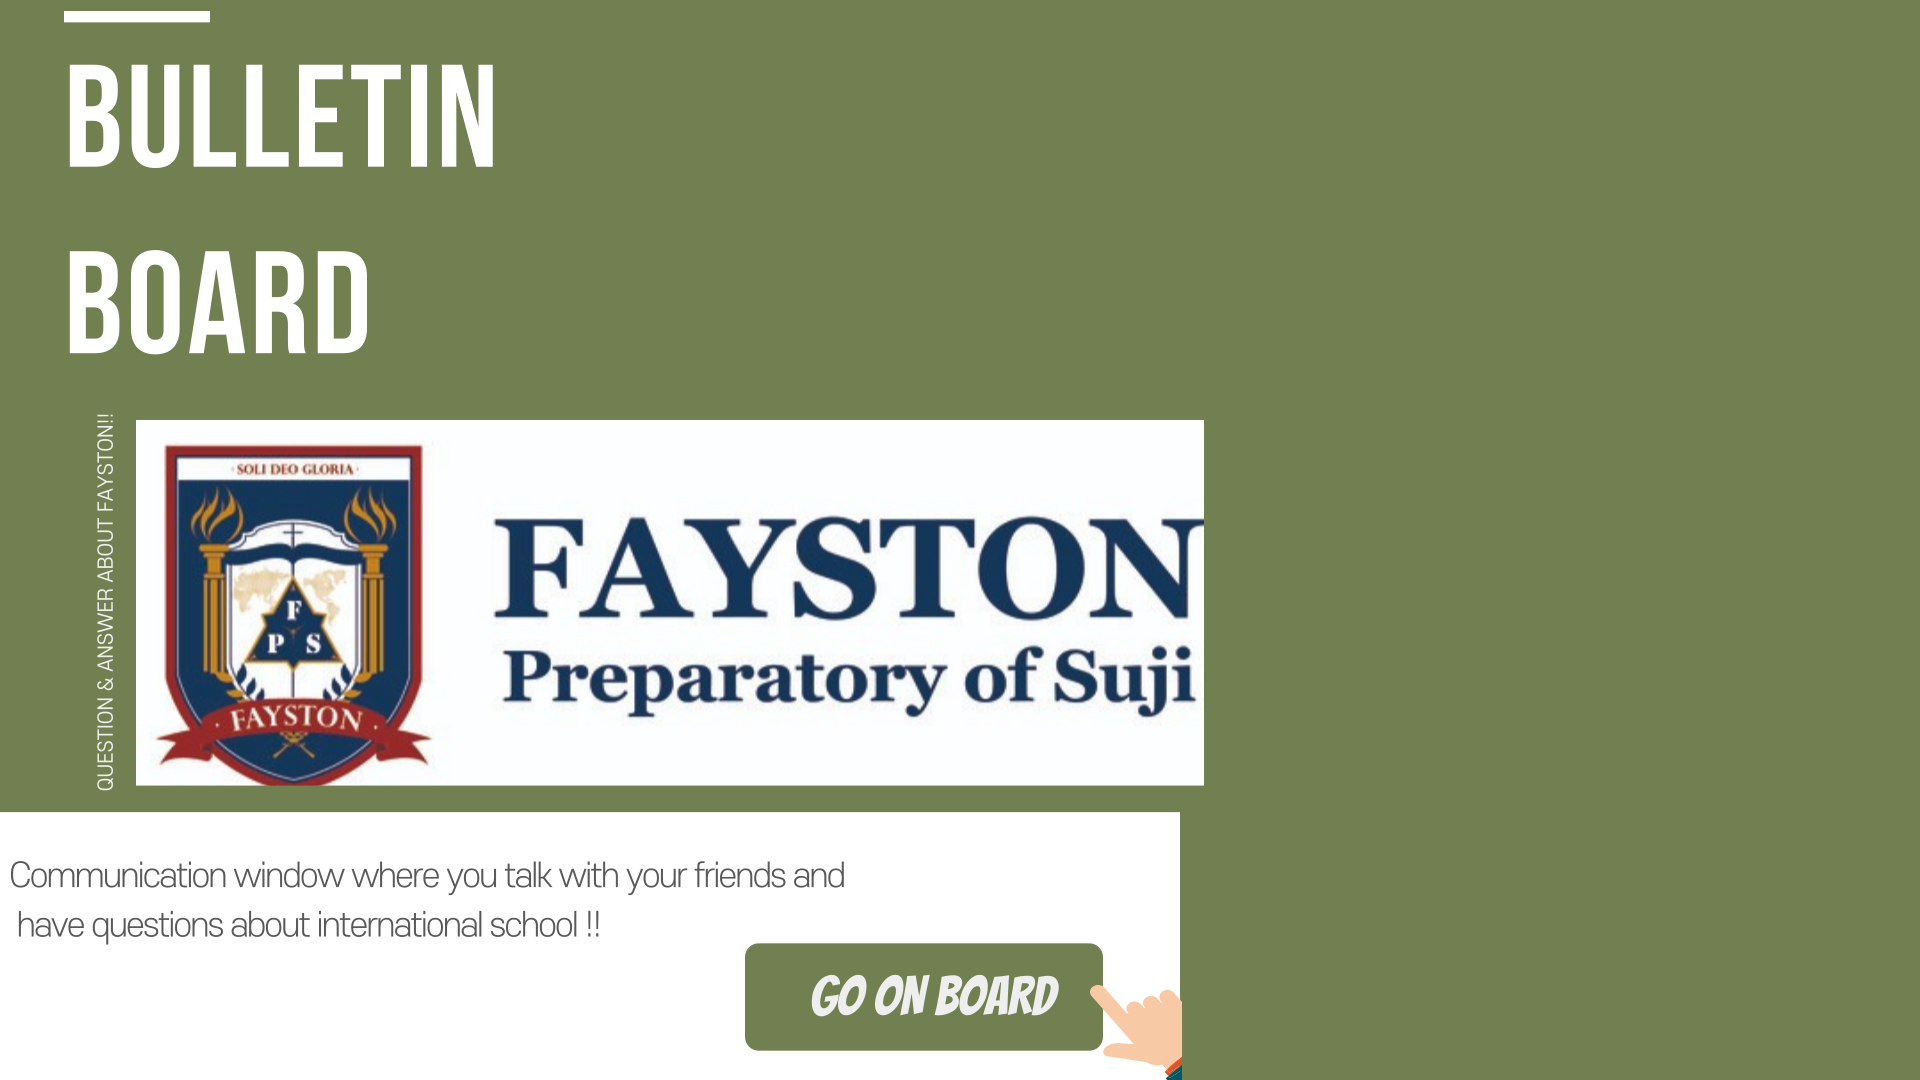 BULLETIN
BOARD
QUESTION & ANSWER ABOUT FAYSTON!!
· SOLI DEO GLORIA ·
F
P S
· FAYSTON ·
FAYSTON
Preparatory of Suji
Communication window where you talk with your friends and
have questions about international school !!
GO ON BOARD